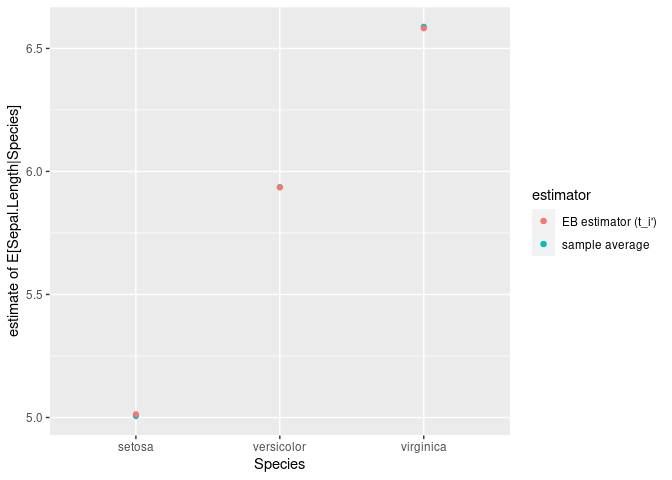 6.5
6.0
5.5
5.0
estimate of E[Sepal.Length|Species]
setosa
versicolor
virginica
Species
estimator
EB estimator (t_i')
sample average